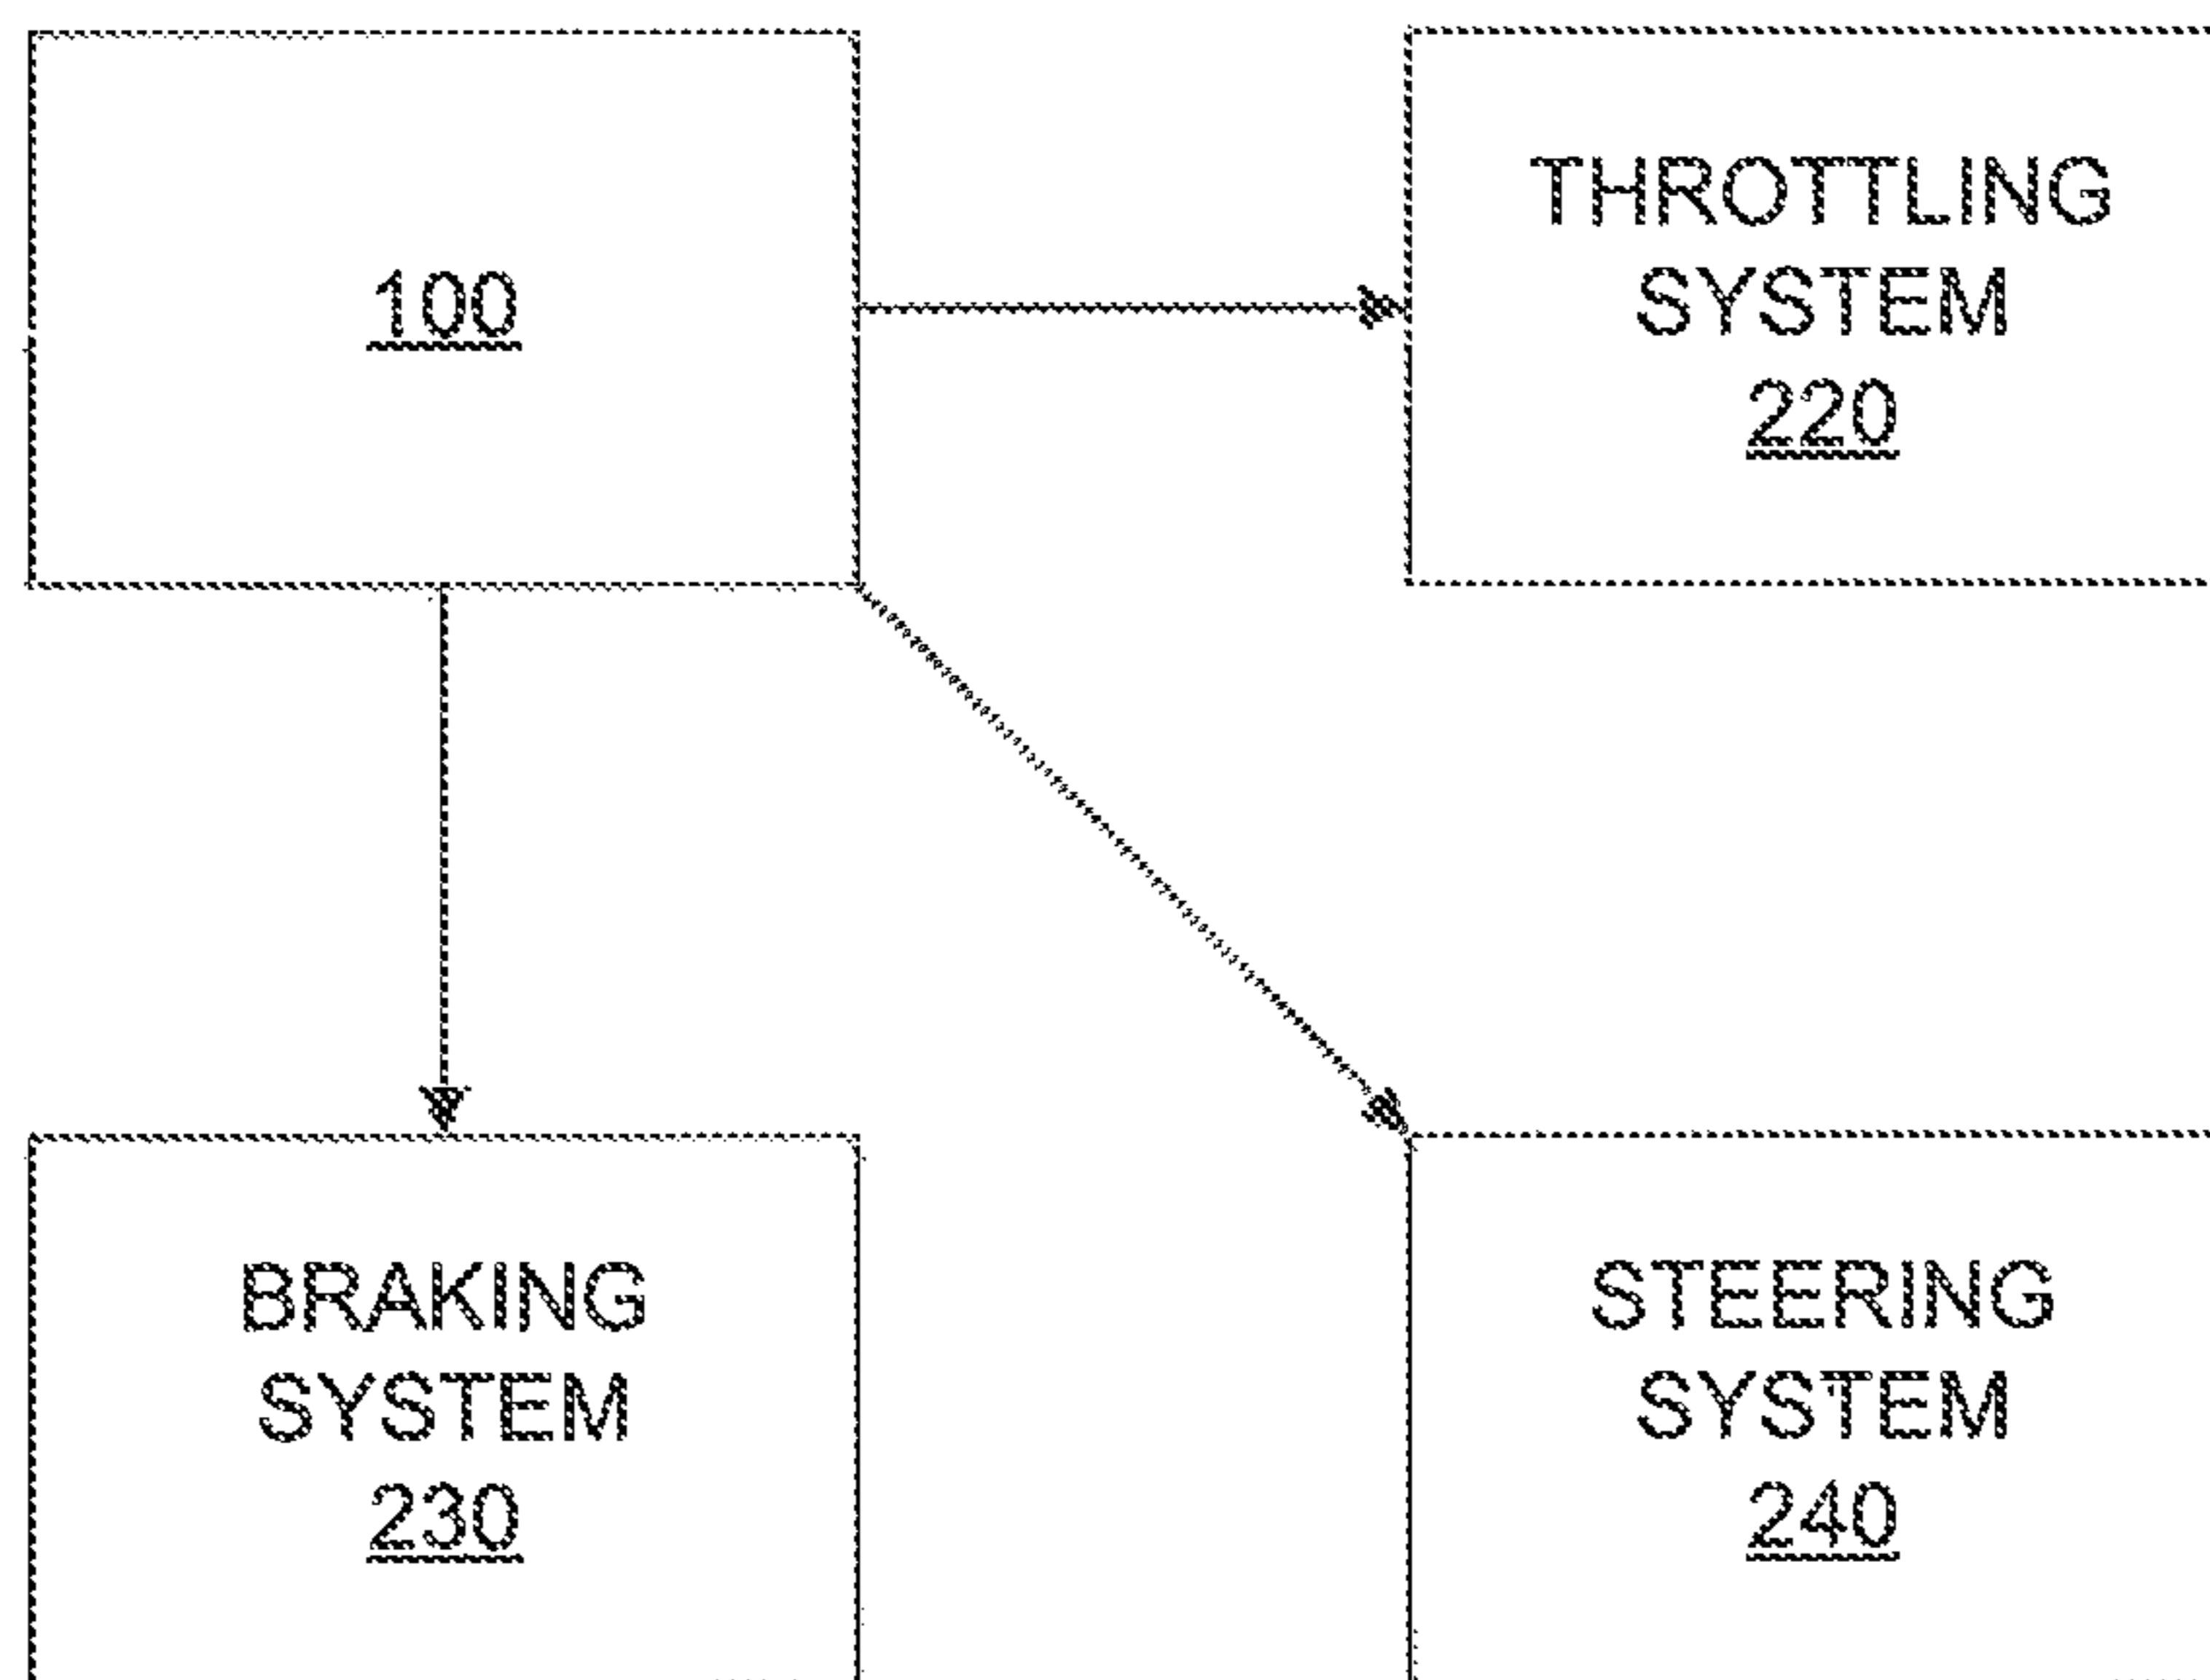 100
THROTTLING
SYSTEM
220
BRAKING
SYSTEM
230
STEERING
SYSTEM
240